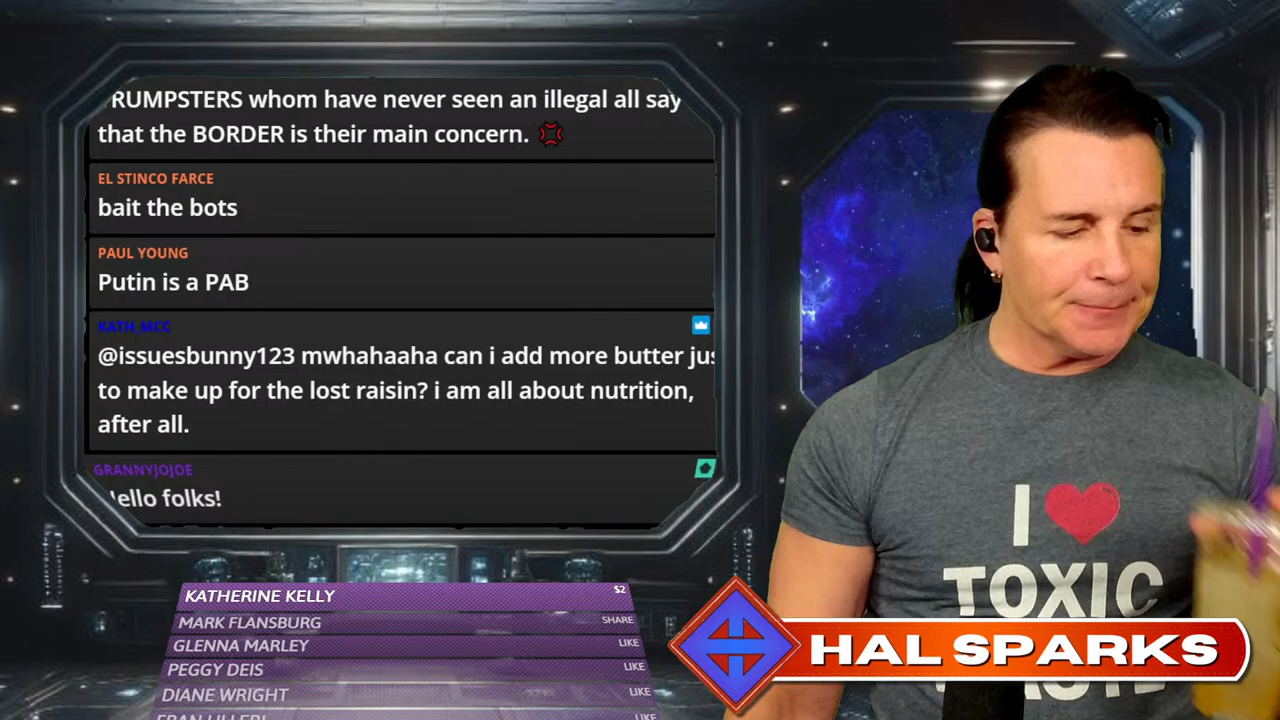 RUMPSTERS whom have never seen an illegal all say
that the BORDER is their main concern.
EL STINCO FARCE
bait the bots
PAUL YOUNG
Putin is a PAB
KATH_MCC
@issuesbunny123 mwhahaaha can i add more butter jus
to make up for the lost raisin? i am all about nutrition,
after all.
GRANNYJOJOE
ello folks!
KATHERINE KELLY $2
MARK FLANSBURG SHARE
GLENNA MARLEY LIKE
PEGGY DEIS LIKE
DIANE WRIGHT LIKE
LIKE
I
TOXIC
HAL SPARKS